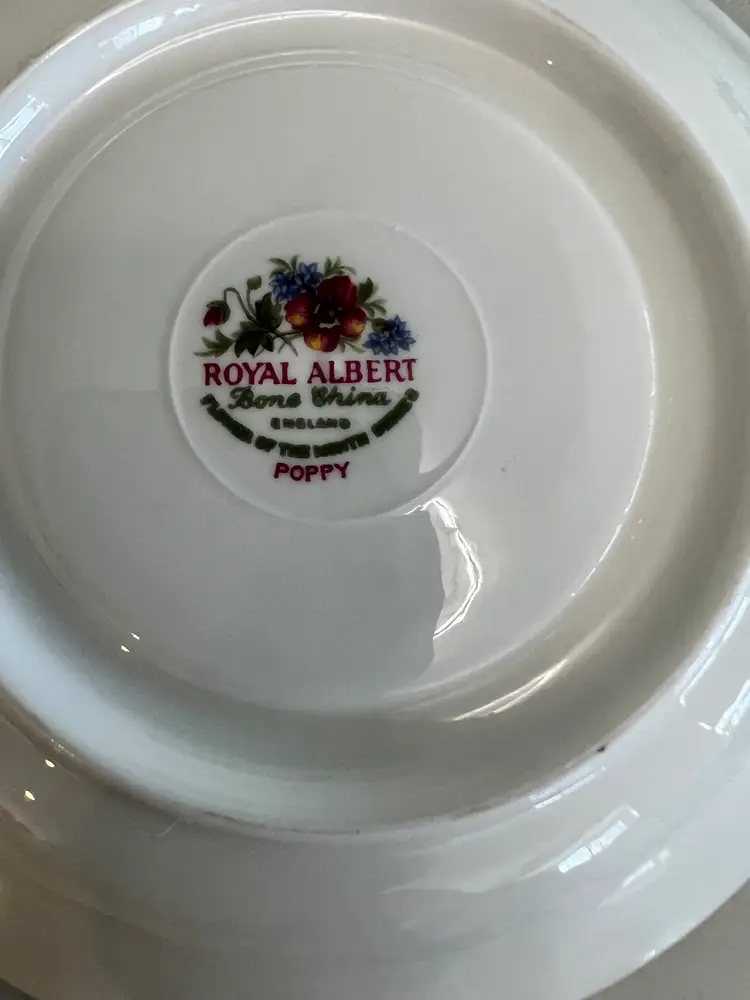 ROYAL ALBERT
Bone China
ENGLAND
FLOWER OF THE MONTH SERIES
POPPY